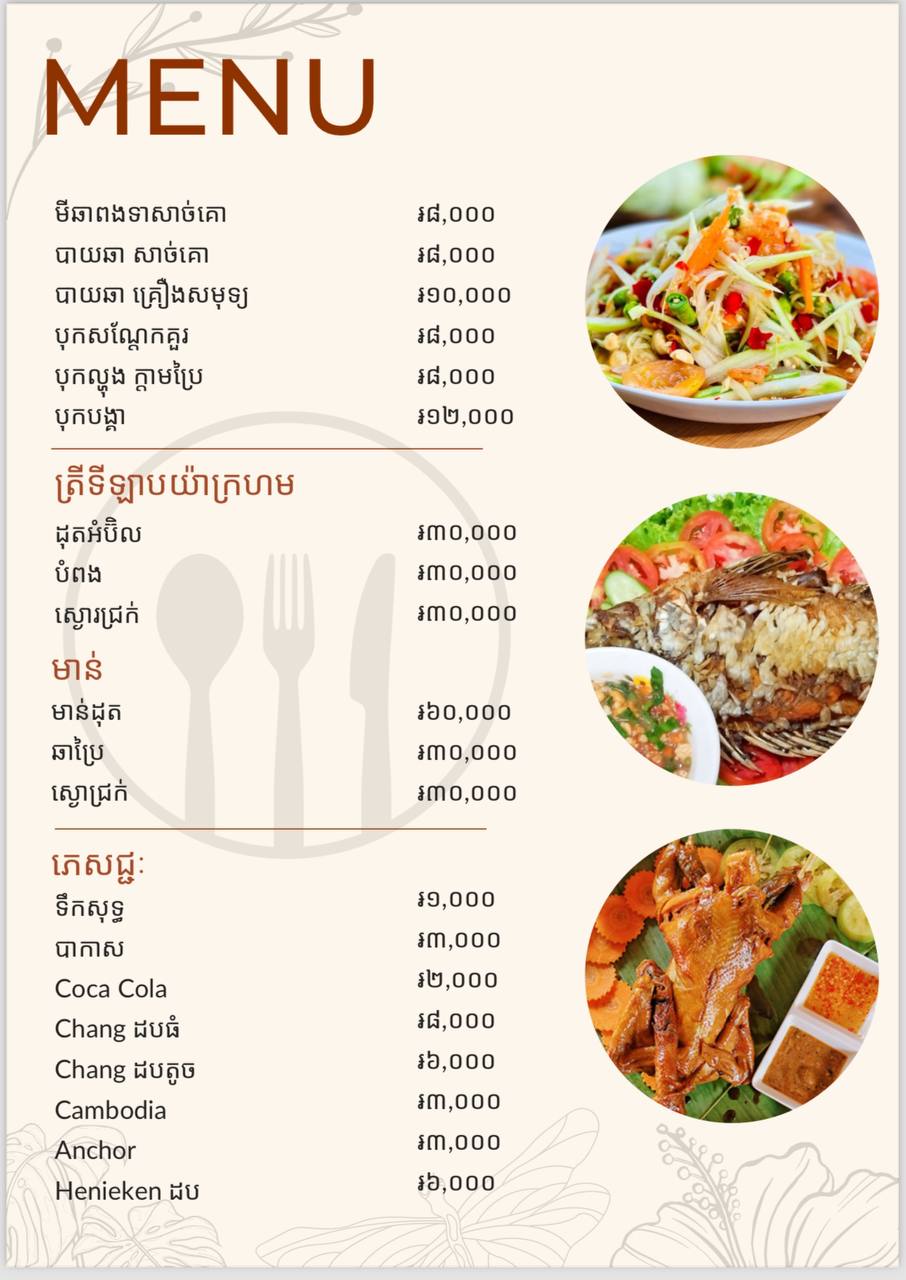 MENU
មីឆាពងទាសាច់គោ ៛៨,០០០
បាយឆា សាច់គោ ៛៨,០០០
បាយឆា គ្រឿងសមុទ្យ ៛១០,០០០
បុកសណ្តែកគួរ ៛៨,០០០
បុកល្ហុង ក្តាមប្រៃ ៛៨,០០០
បុកបង្គា ៛១២,០០០
ត្រីទីឡាបយ៉ាក្រហម
ដុតអំប៊ិល ៛៣០,០០០
បំពង ៛៣០,០០០
ស្ងោរជ្រក់ ៛៣០,០០០
មាន់
មាន់ដុត ៛៦០,០០០
ឆាប្រៃ ៛៣០,០០០
ស្ងោជ្រក់ ៛៣០,០០០
ភេសជ្ជៈ
ទឹកសុទ្ធ ៛១,០០០
បាកាស ៛៣,០០០
Coca Cola ៛២,០០០
Chang ដបធំ ៛៨,០០០
Chang ដបតូច ៛៦,០០០
Cambodia ៛៣,០០០
Anchor ៛៣,០០០
Henieken ដប ៛៦,០០០